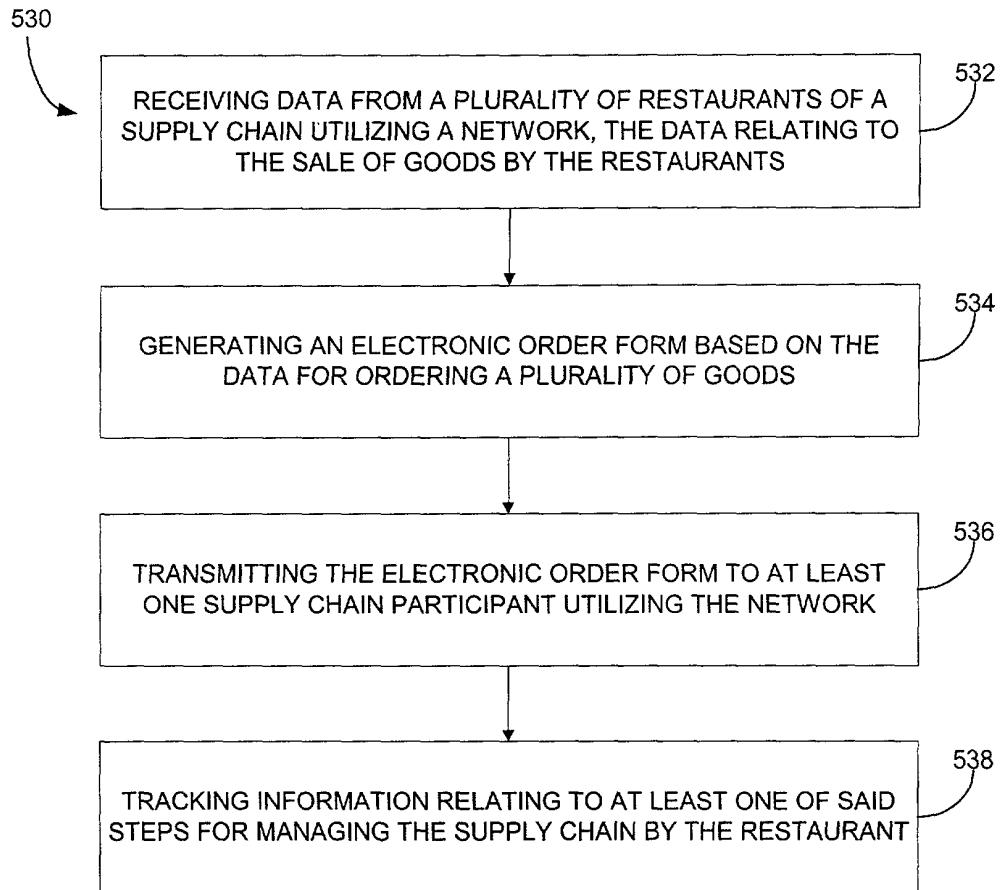 530
532
RECEIVING DATA FROM A PLURALITY OF RESTAURANTS OF A
SUPPLY CHAIN UTILIZING A NETWORK, THE DATA RELATING TO
THE SALE OF GOODS BY THE RESTAURANTS
534
GENERATING AN ELECTRONIC ORDER FORM BASED ON THE
DATA FOR ORDERING A PLURALITY OF GOODS
536
TRANSMITTING THE ELECTRONIC ORDER FORM TO AT LEAST
ONE SUPPLY CHAIN PARTICIPANT UTILIZING THE NETWORK
538
TRACKING INFORMATION RELATING TO AT LEAST ONE OF SAID
STEPS FOR MANAGING THE SUPPLY CHAIN BY THE RESTAURANT